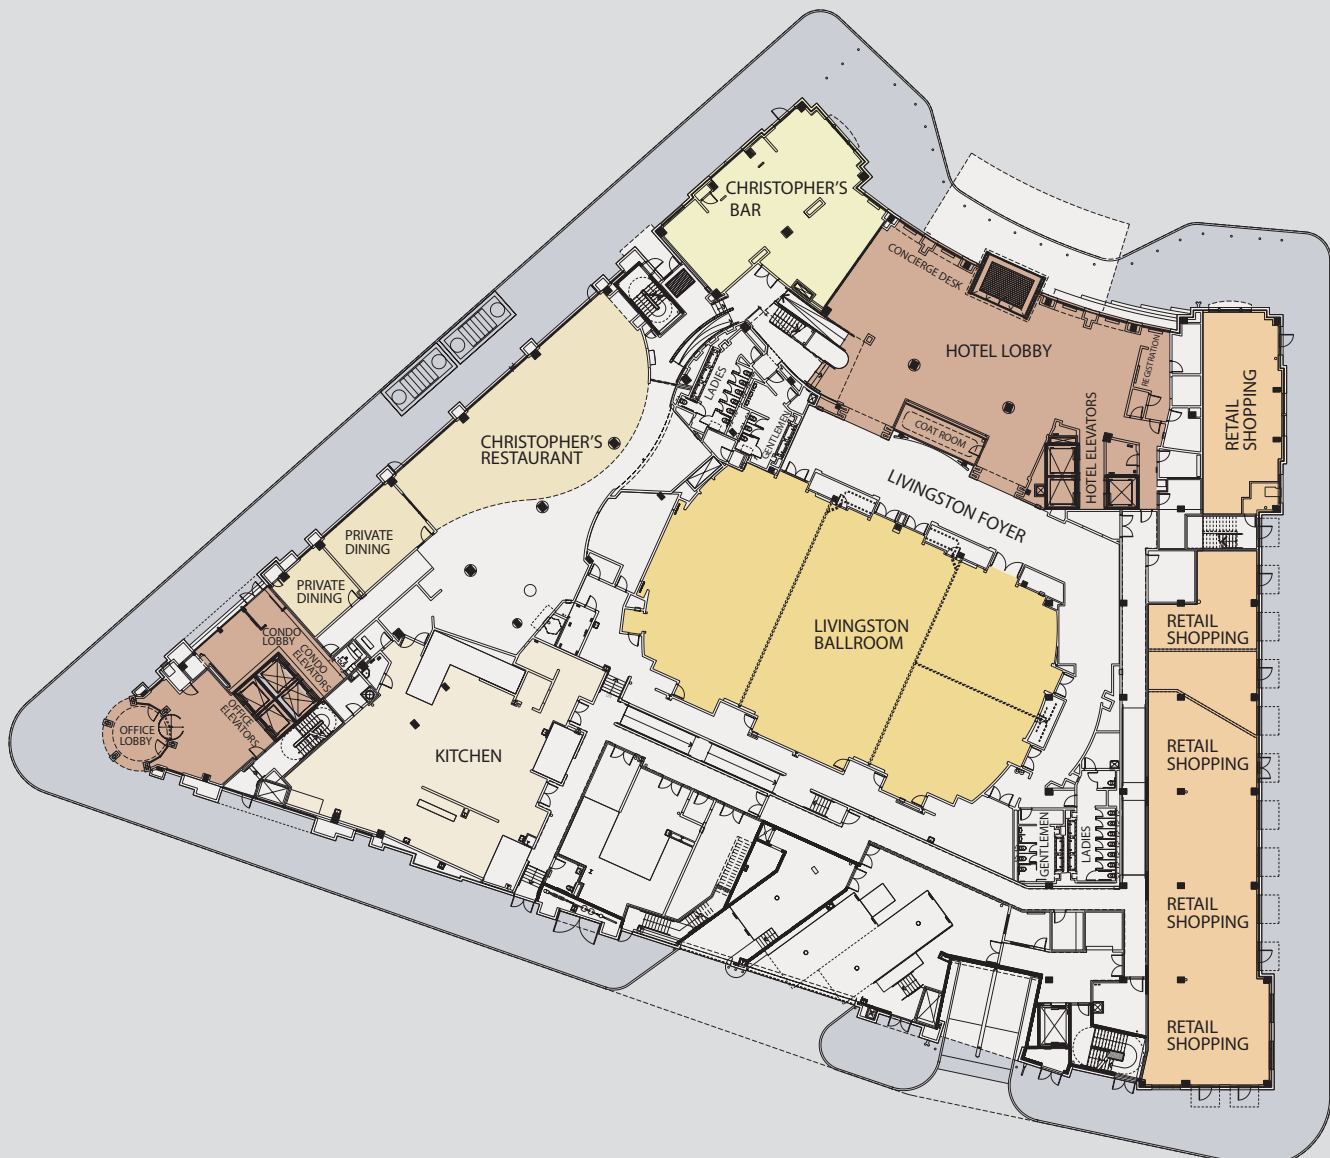 CHRISTOPHER'S
BAR
CONCIERGE DESK
HOTEL LOBBY
REGISTRATION
RETAIL
SHOPPING
LADIES
GENTLEMEN
COAT ROOM
HOTEL ELEVATORS
CHRISTOPHER'S
RESTAURANT
LIVINGSTON FOYER
PRIVATE
DINING
PRIVATE
DINING
LIVINGSTON
BALLROOM
RETAIL
SHOPPING
CONDO
LOBBY
CONDO
ELEVATORS
OFFICE
ELEVATORS
OFFICE
LOBBY
KITCHEN
RETAIL
SHOPPING
GENTLEMEN
LADIES
RETAIL
SHOPPING
RETAIL
SHOPPING